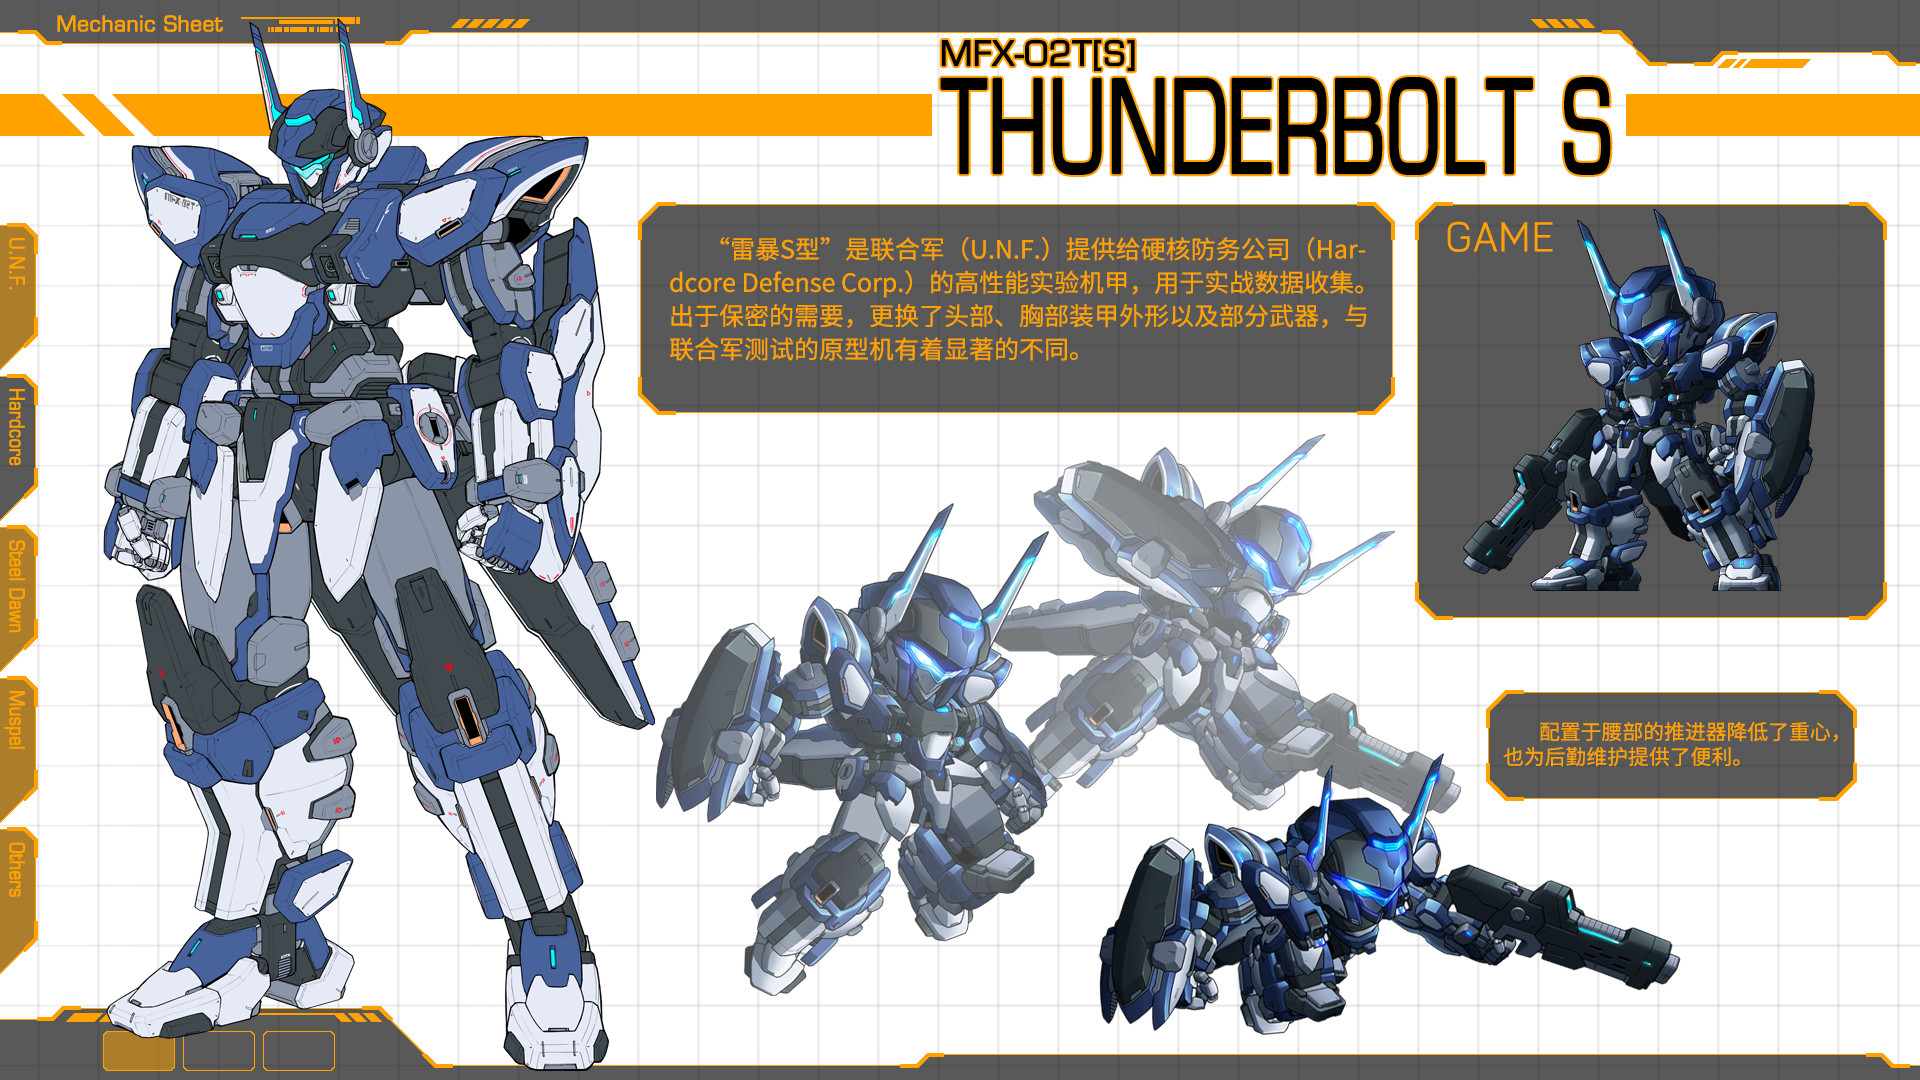 Mechanic Sheet
MFX-02T[S]
THUNDERBOLT S
“雷暴S型”是联合军（U.N.F.）提供给硬核防务公司（Har-
dcore Defense Corp.）的高性能实验机甲，用于实战数据收集。
出于保密的需要，更换了头部、胸部装甲外形以及部分武器，与
联合军测试的原型机有着显著的不同。
GAME
U.N.F.
Hardcore
Steel Dawn
Muspel
Others
MFX-02T
配置于腰部的推进器降低了重心，
也为后勤维护提供了便利。